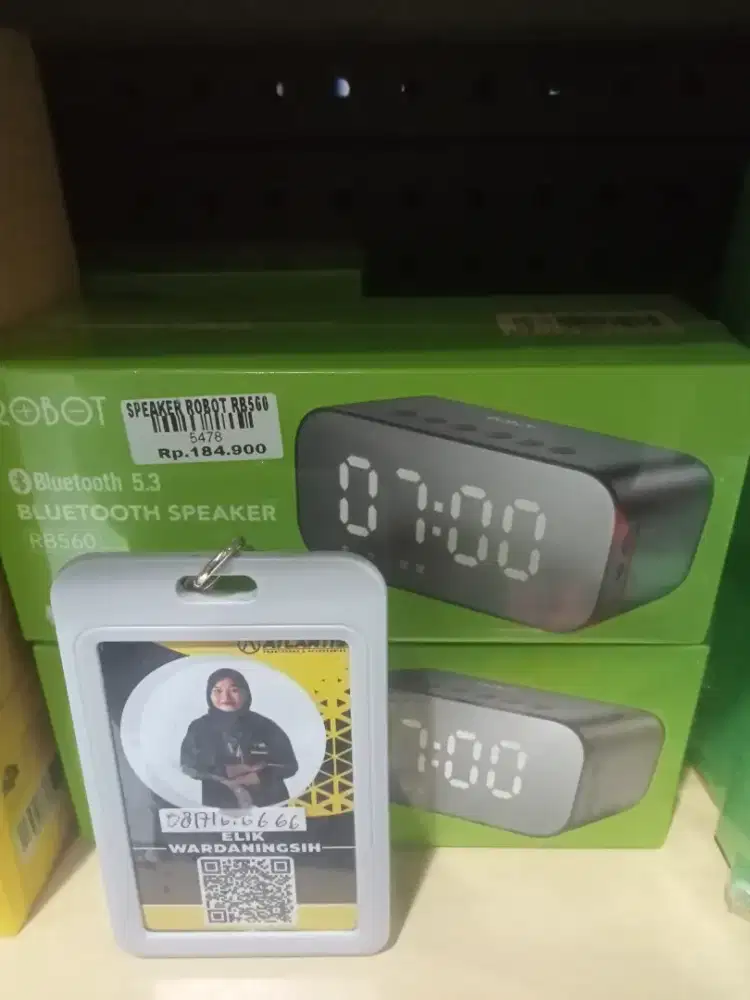 ROBOT
SPEAKER ROBOT RB560
5478
Rp.184.900
Bluetooth 5.3
BLUETOOTH SPEAKER
RB560
07:00
7:00
ELIK
WARDANINGSIH